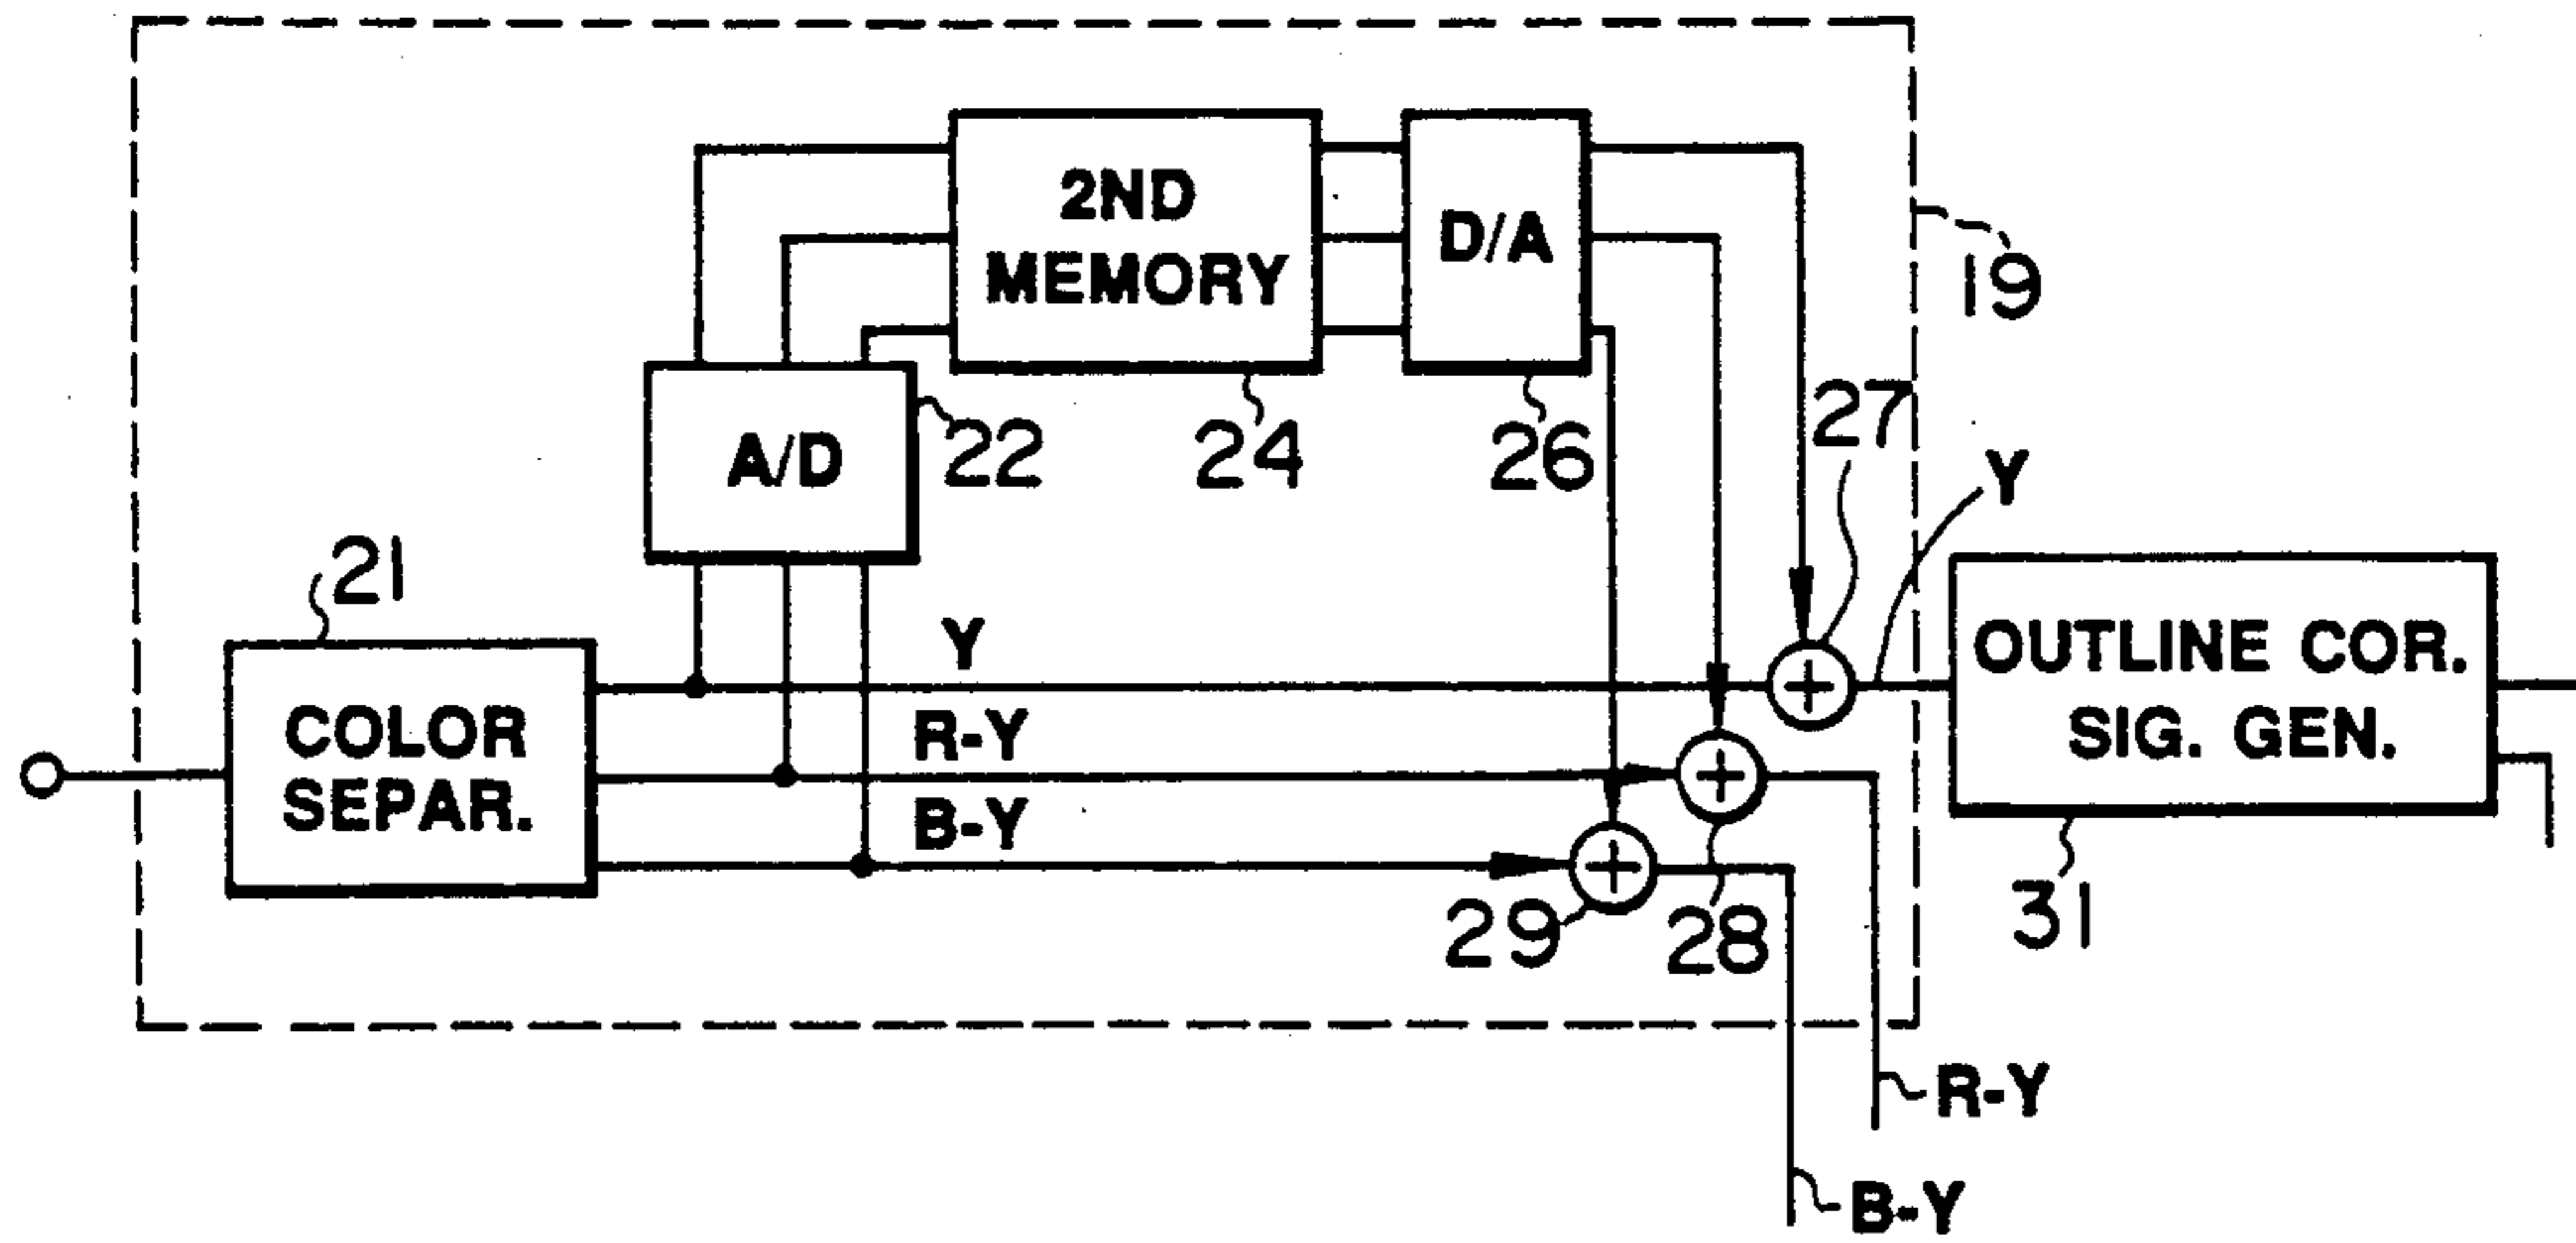 2ND
MEMORY
D/A
19
A/D
22
24
26
27
Y
21
COLOR
SEPAR.
Y
R-Y
B-Y
OUTLINE COR.
SIG. GEN.
29
28
31
R-Y
B-Y